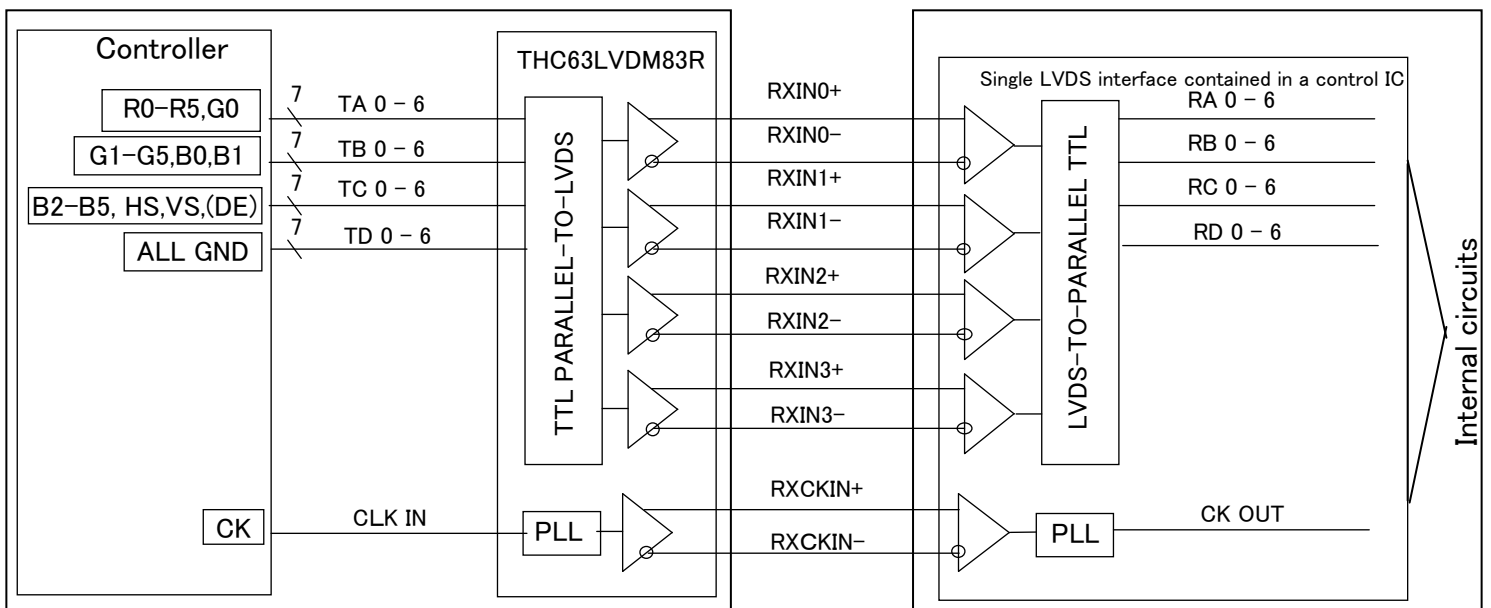 Controller
THC63LVDM83R
Single LVDS interface contained in a control IC
R0-R5,G0
7
TA 0 - 6
RXIN0+
RA 0 - 6
RXIN0-
G1-G5,B0,B1
7
TB 0 - 6
RB 0 - 6
RXIN1+
B2-B5, HS,VS,(DE)
7
TC 0 - 6
RC 0 - 6
RXIN1-
ALL GND
7
TD 0 - 6
RD 0 - 6
RXIN2+
RXIN2-
RXIN3+
RXIN3-
TTL PARALLEL-TO-LVDS
LVDS-TO-PARALLEL TTL
Internal circuits
RXCKIN+
CK
CLK IN
PLL
PLL
CK OUT
RXCKIN-